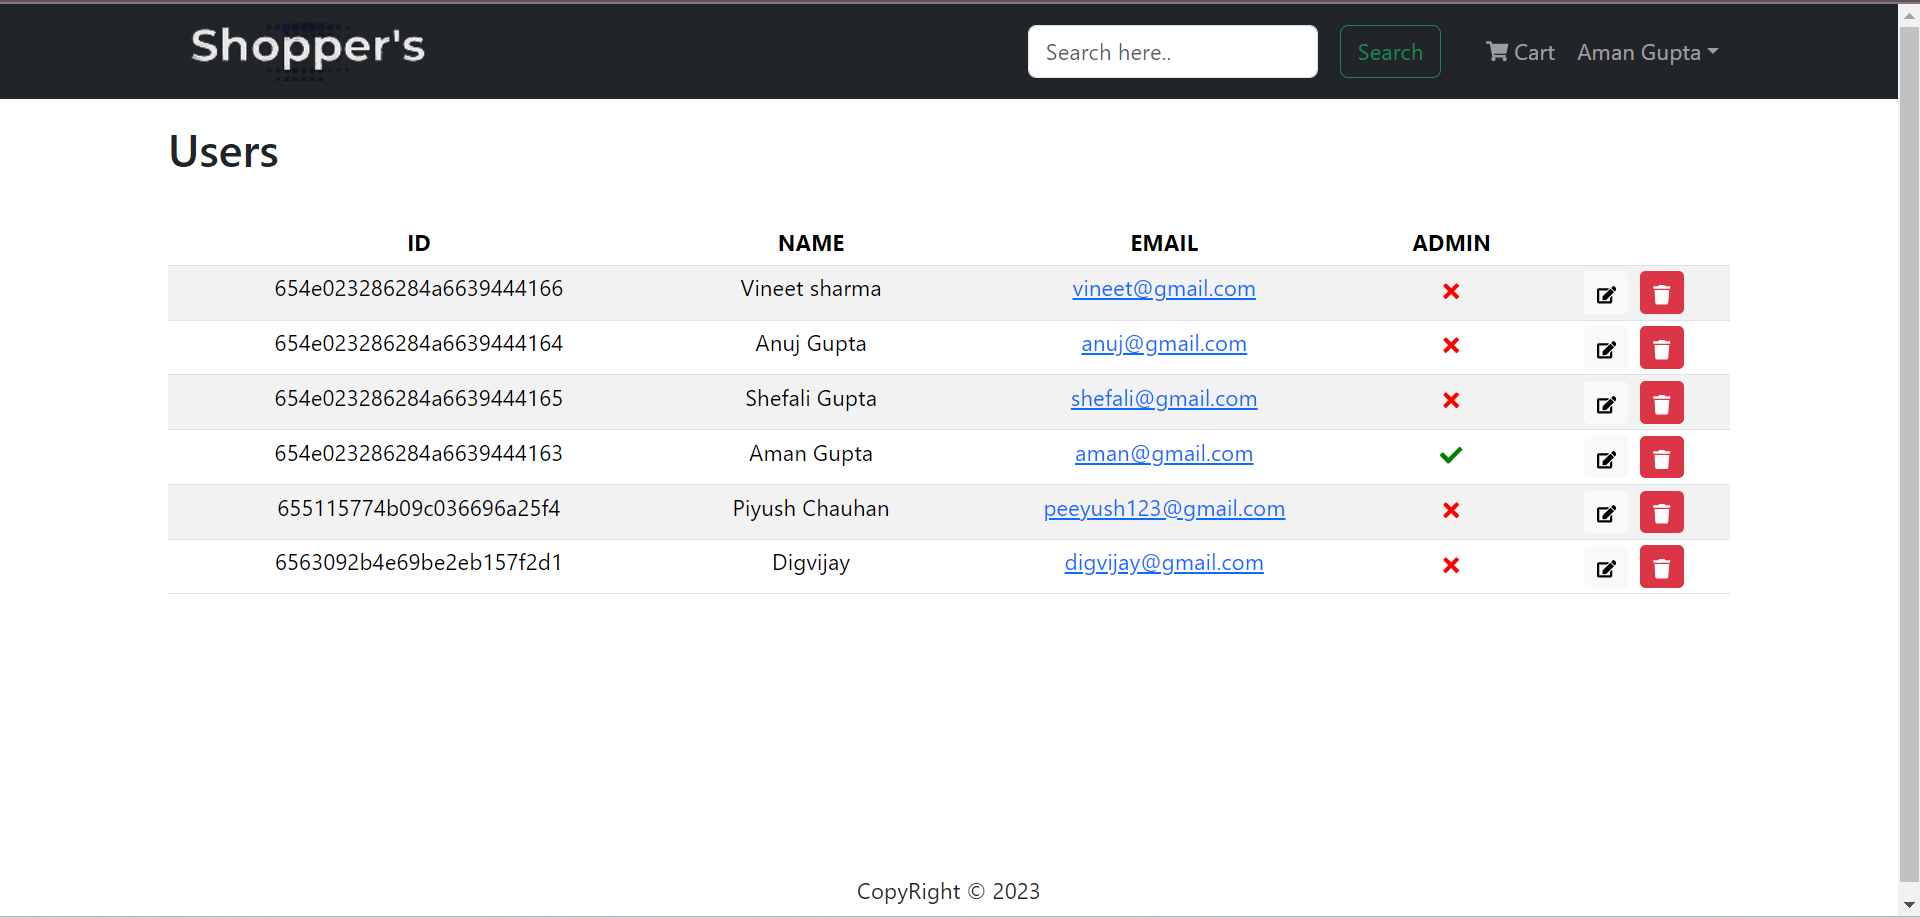 Shopper's
Search here..
Search
Cart
Aman Gupta
Users
ID NAME EMAIL ADMIN
654e023286284a6639444166 Vineet sharma vineet@gmail.com
654e023286284a6639444164 Anuj Gupta anuj@gmail.com
654e023286284a6639444165 Shefali Gupta shefali@gmail.com
654e023286284a6639444163 Aman Gupta aman@gmail.com
655115774b09c036696a25f4 Piyush Chauhan peeyush123@gmail.com
6563092b4e69be2eb157f2d1 Digvijay digvijay@gmail.com
CopyRight © 2023